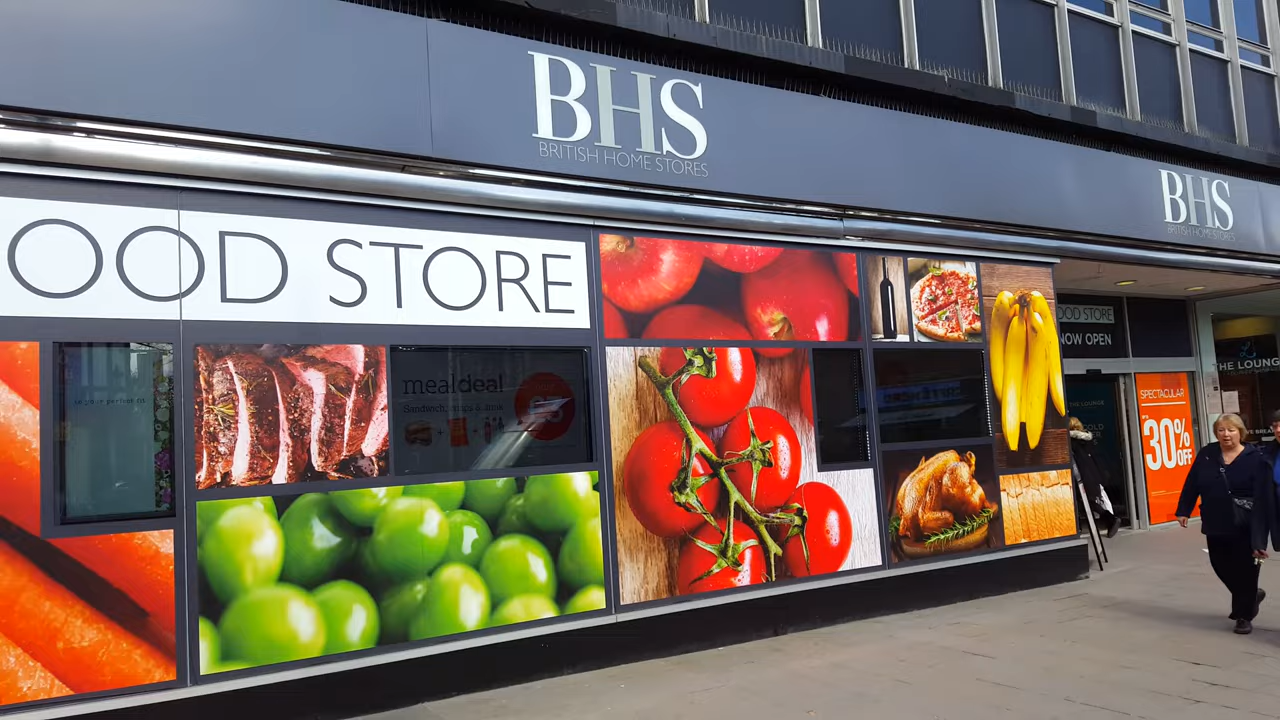 BHS
BRITISH HOME STORES
BHS
BRITISH HOME STORES
OOD STORE
mealdeal
OOD STORE
NOW OPEN
THE LOUNGE
SPECTACULAR
30%
OFF